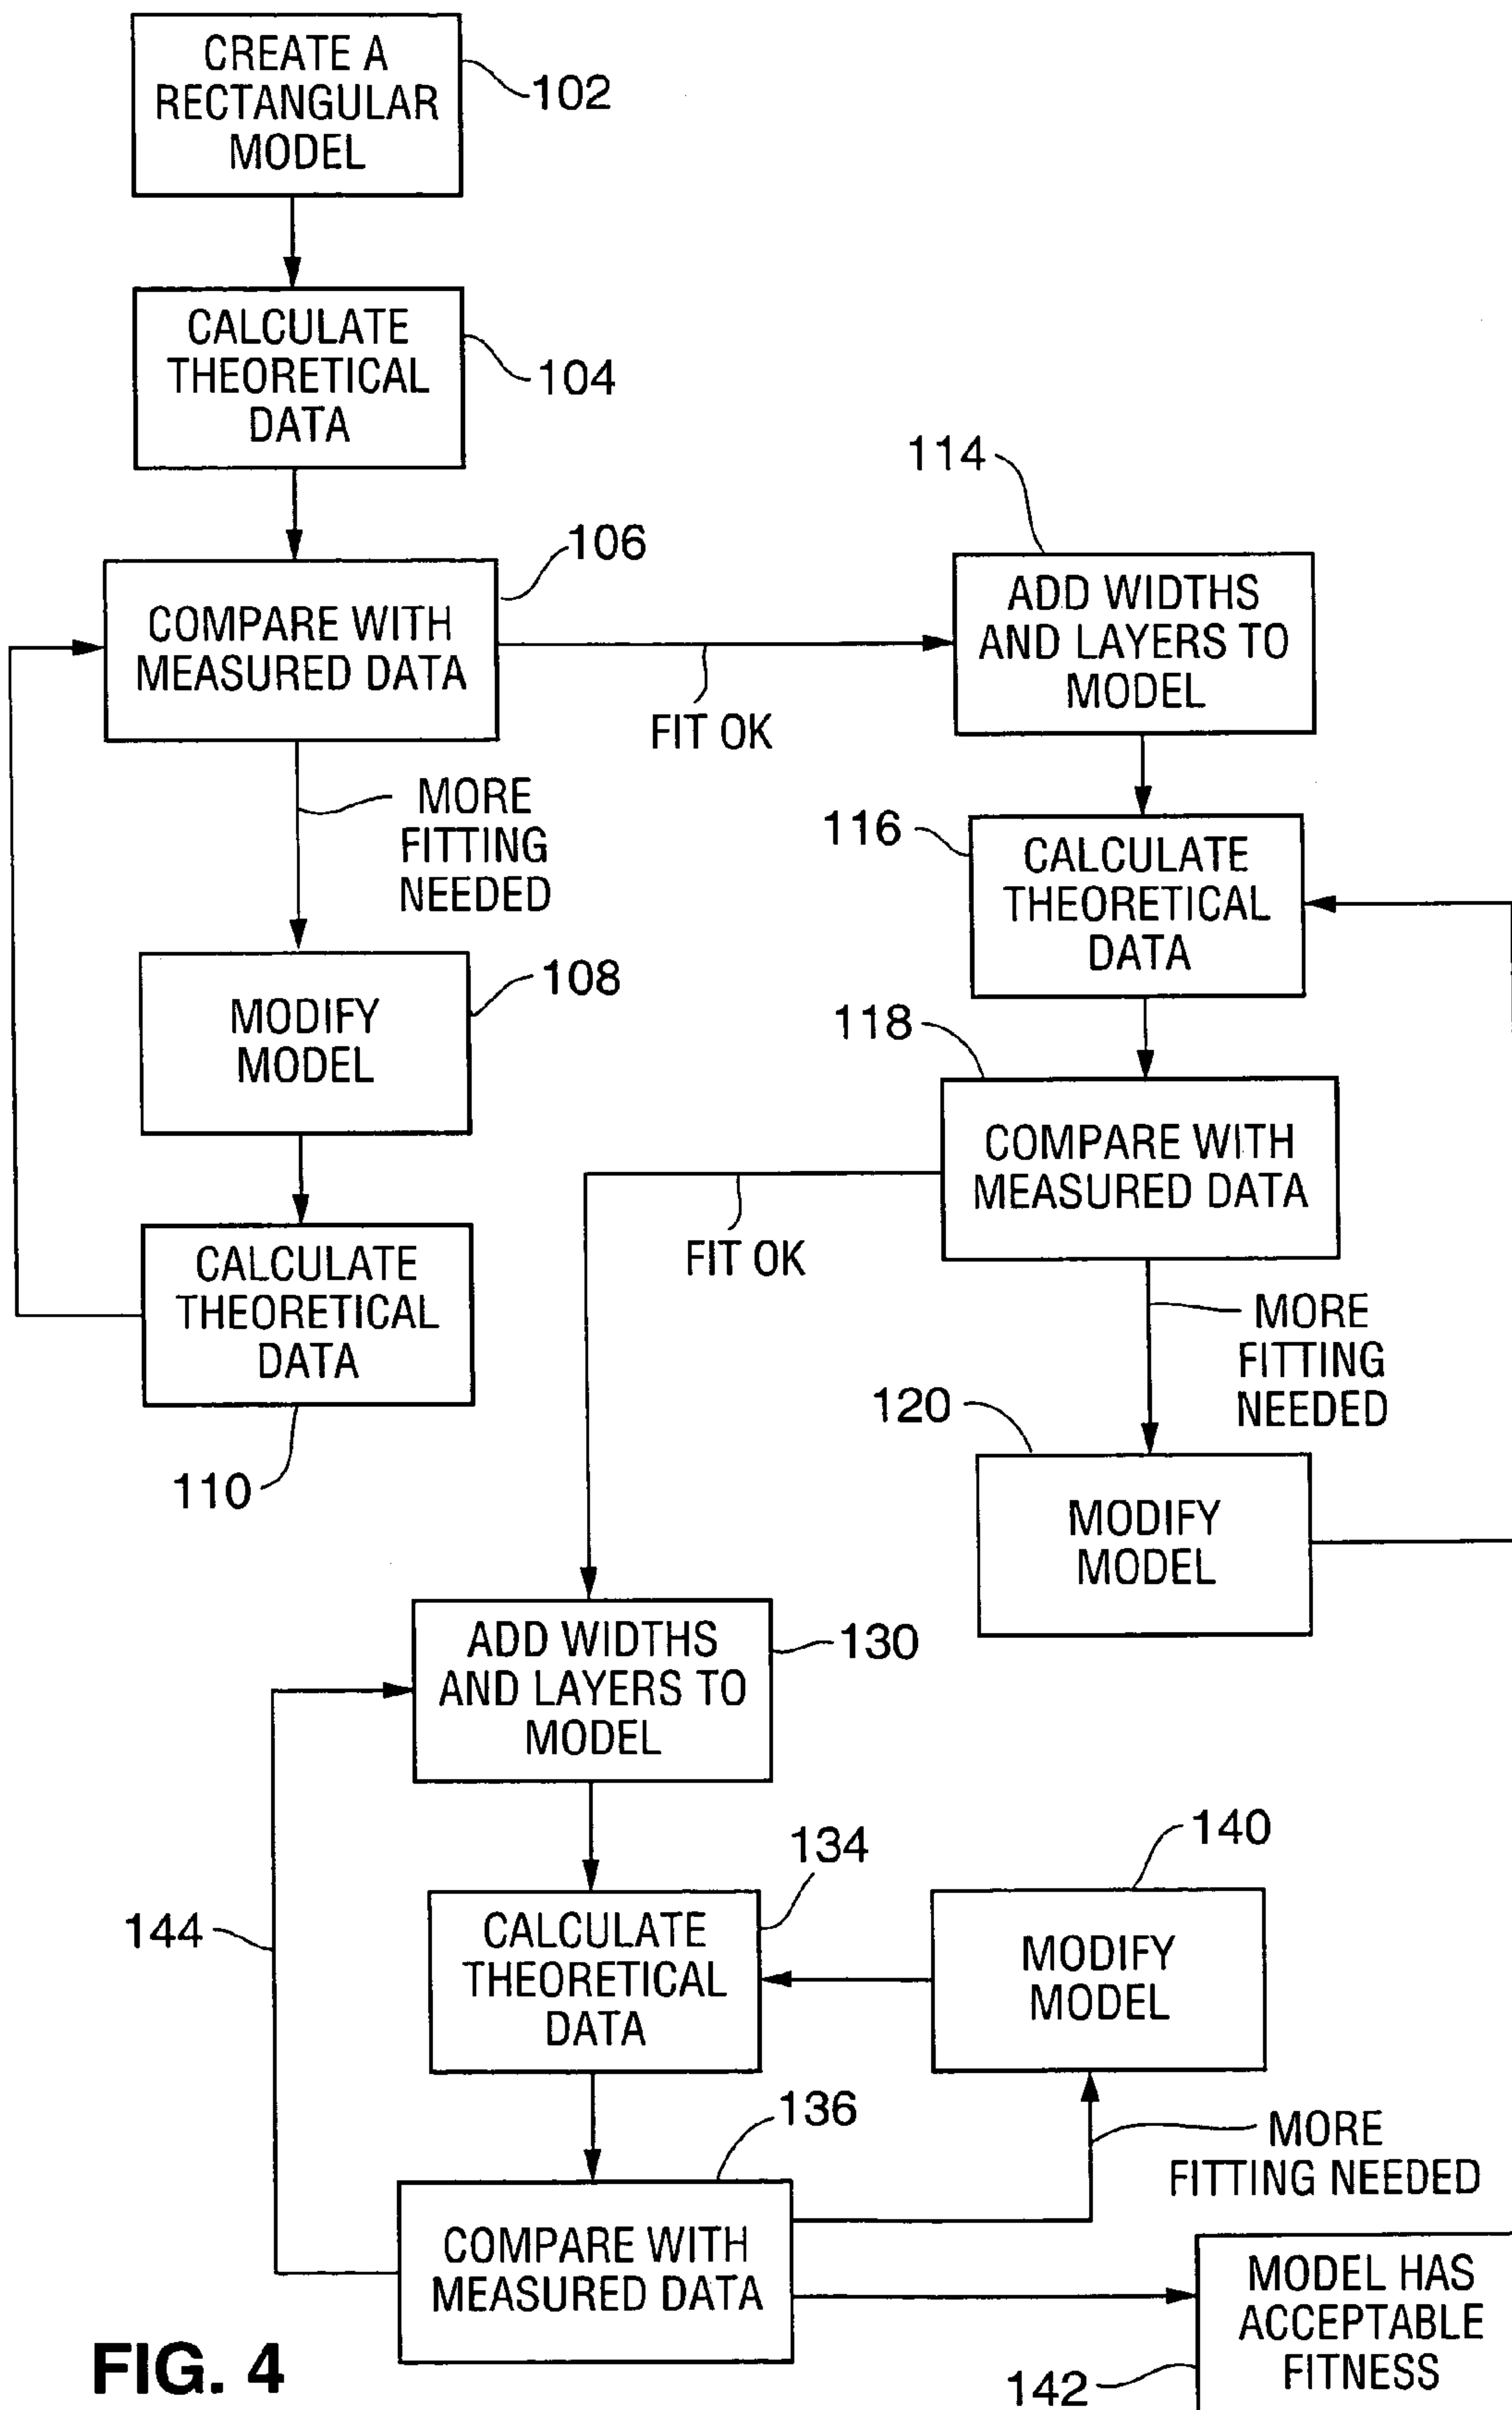 CREATE A
RECTANGULAR
MODEL
102
CALCULATE
THEORETICAL
DATA
104
COMPARE WITH
MEASURED DATA
106
FIT OK
MORE
FITTING
NEEDED
MODIFY
MODEL
108
CALCULATE
THEORETICAL
DATA
110
114
ADD WIDTHS
AND LAYERS TO
MODEL
116
CALCULATE
THEORETICAL
DATA
118
COMPARE WITH
MEASURED DATA
FIT OK
MORE
FITTING
NEEDED
120
MODIFY
MODEL
ADD WIDTHS
AND LAYERS TO
MODEL
130
134
CALCULATE
THEORETICAL
DATA
140
MODIFY
MODEL
144
136
COMPARE WITH
MEASURED DATA
MORE
FITTING NEEDED
MODEL HAS
ACCEPTABLE
FITNESS
142
FIG. 4